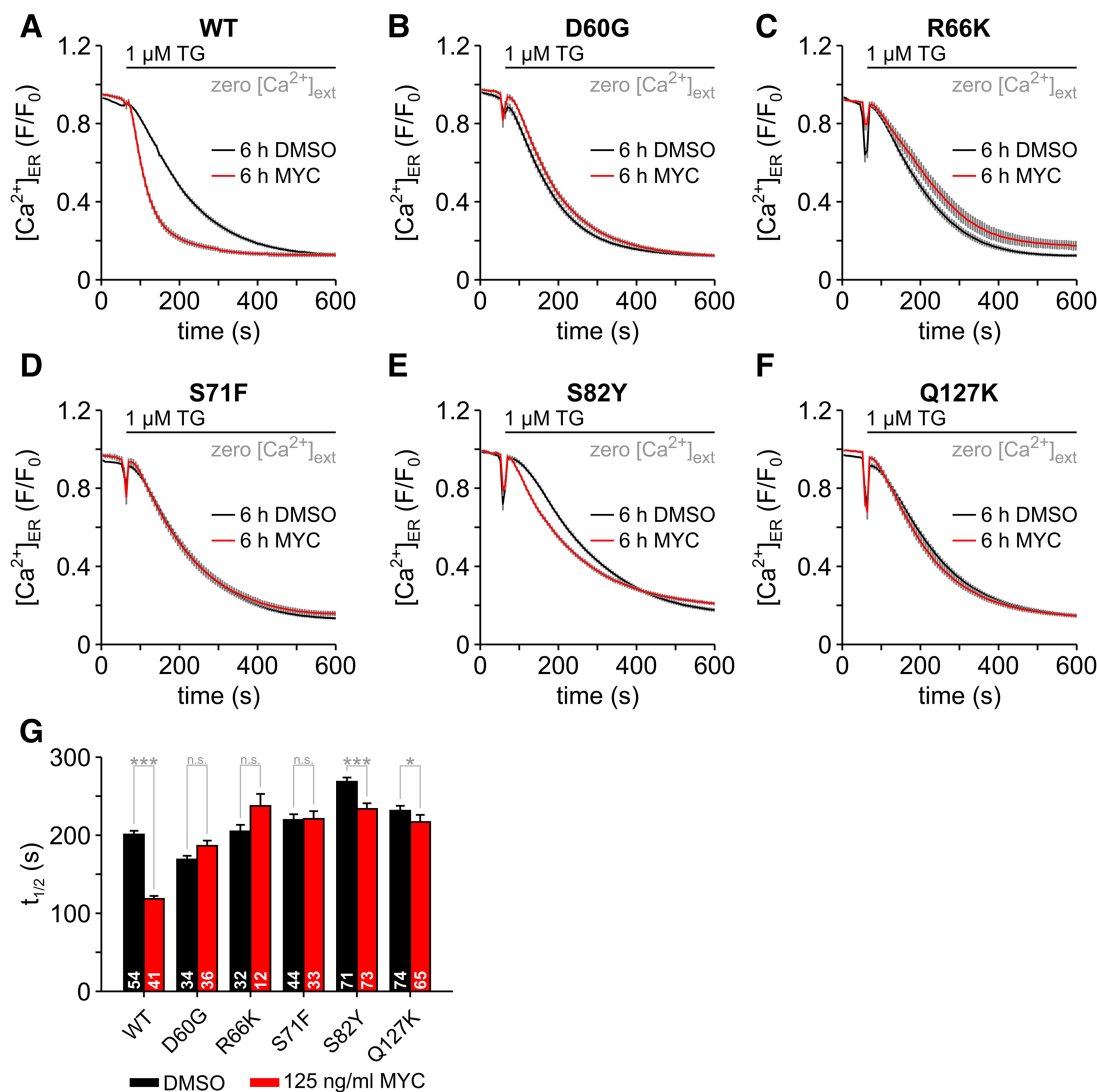 A
WT
1 µM TG
zero [Ca2+]ext
6 h DMSO
6 h MYC
[Ca2+]ER (F/F0)
1.2
0.8
0.4
0
0
200
400
600
time (s)
B
D60G
1 µM TG
zero [Ca2+]ext
6 h DMSO
6 h MYC
[Ca2+]ER (F/F0)
1.2
0.8
0.4
0
0
200
400
600
time (s)
C
R66K
1 µM TG
zero [Ca2+]ext
6 h DMSO
6 h MYC
[Ca2+]ER (F/F0)
1.2
0.8
0.4
0
0
200
400
600
time (s)
D
S71F
1 µM TG
zero [Ca2+]ext
6 h DMSO
6 h MYC
[Ca2+]ER (F/F0)
1.2
0.8
0.4
0
0
200
400
600
time (s)
E
S82Y
1 µM TG
zero [Ca2+]ext
6 h DMSO
6 h MYC
[Ca2+]ER (F/F0)
1.2
0.8
0.4
0
0
200
400
600
time (s)
F
Q127K
1 µM TG
zero [Ca2+]ext
6 h DMSO
6 h MYC
[Ca2+]ER (F/F0)
1.2
0.8
0.4
0
0
200
400
600
time (s)
G
t1/2 (s)
300
200
100
0
***
n.s.
n.s.
n.s.
***
*
54
41
34
36
32
12
44
33
71
73
74
65
WT
D60G
R66K
S71F
S82Y
Q127K
DMSO
125 ng/ml MYC